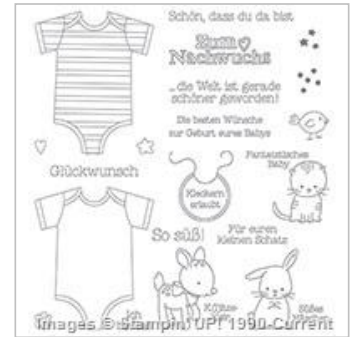 Schön, dass du da bist
Zum
Nachwuchs
...die Welt ist gerade
schöner geworden!
Die besten Wünsche
zur Geburt eures Babys
Glückwunsch
Fantastisches
Baby
Kleckern
erlaubt
So süß!
Für euren
kleinen Schatz
Süßes
Images © Stampin' UP! 1990-Current